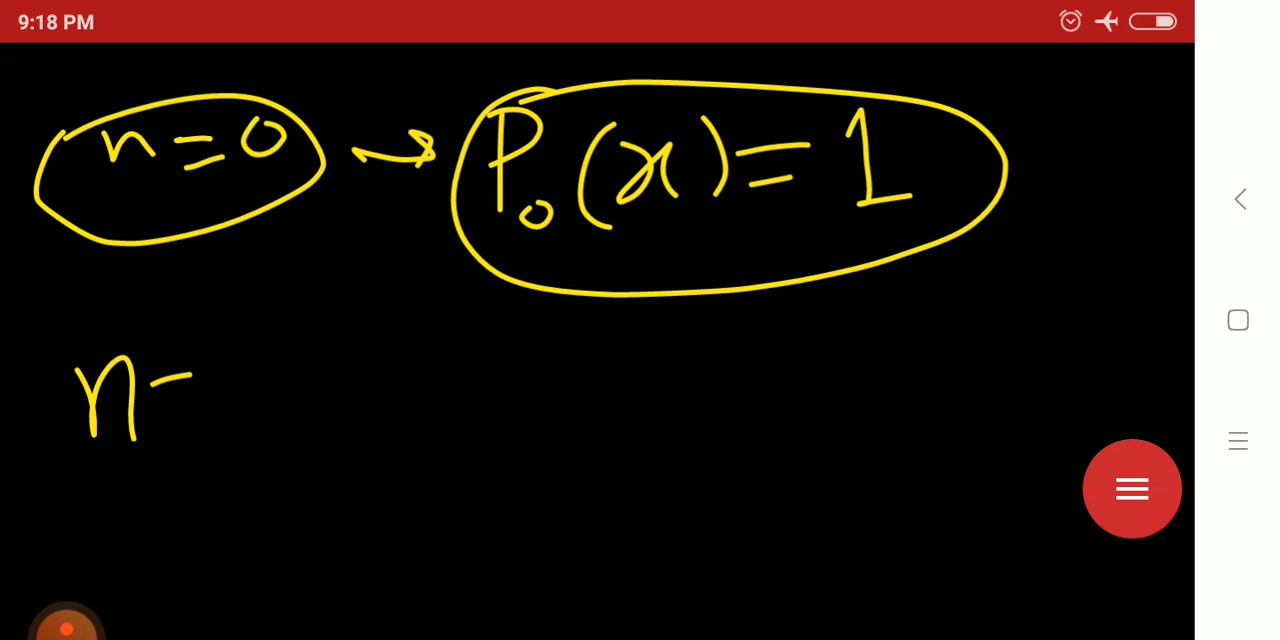 9:18 PM
n=0 → P₀(x)=1
n-